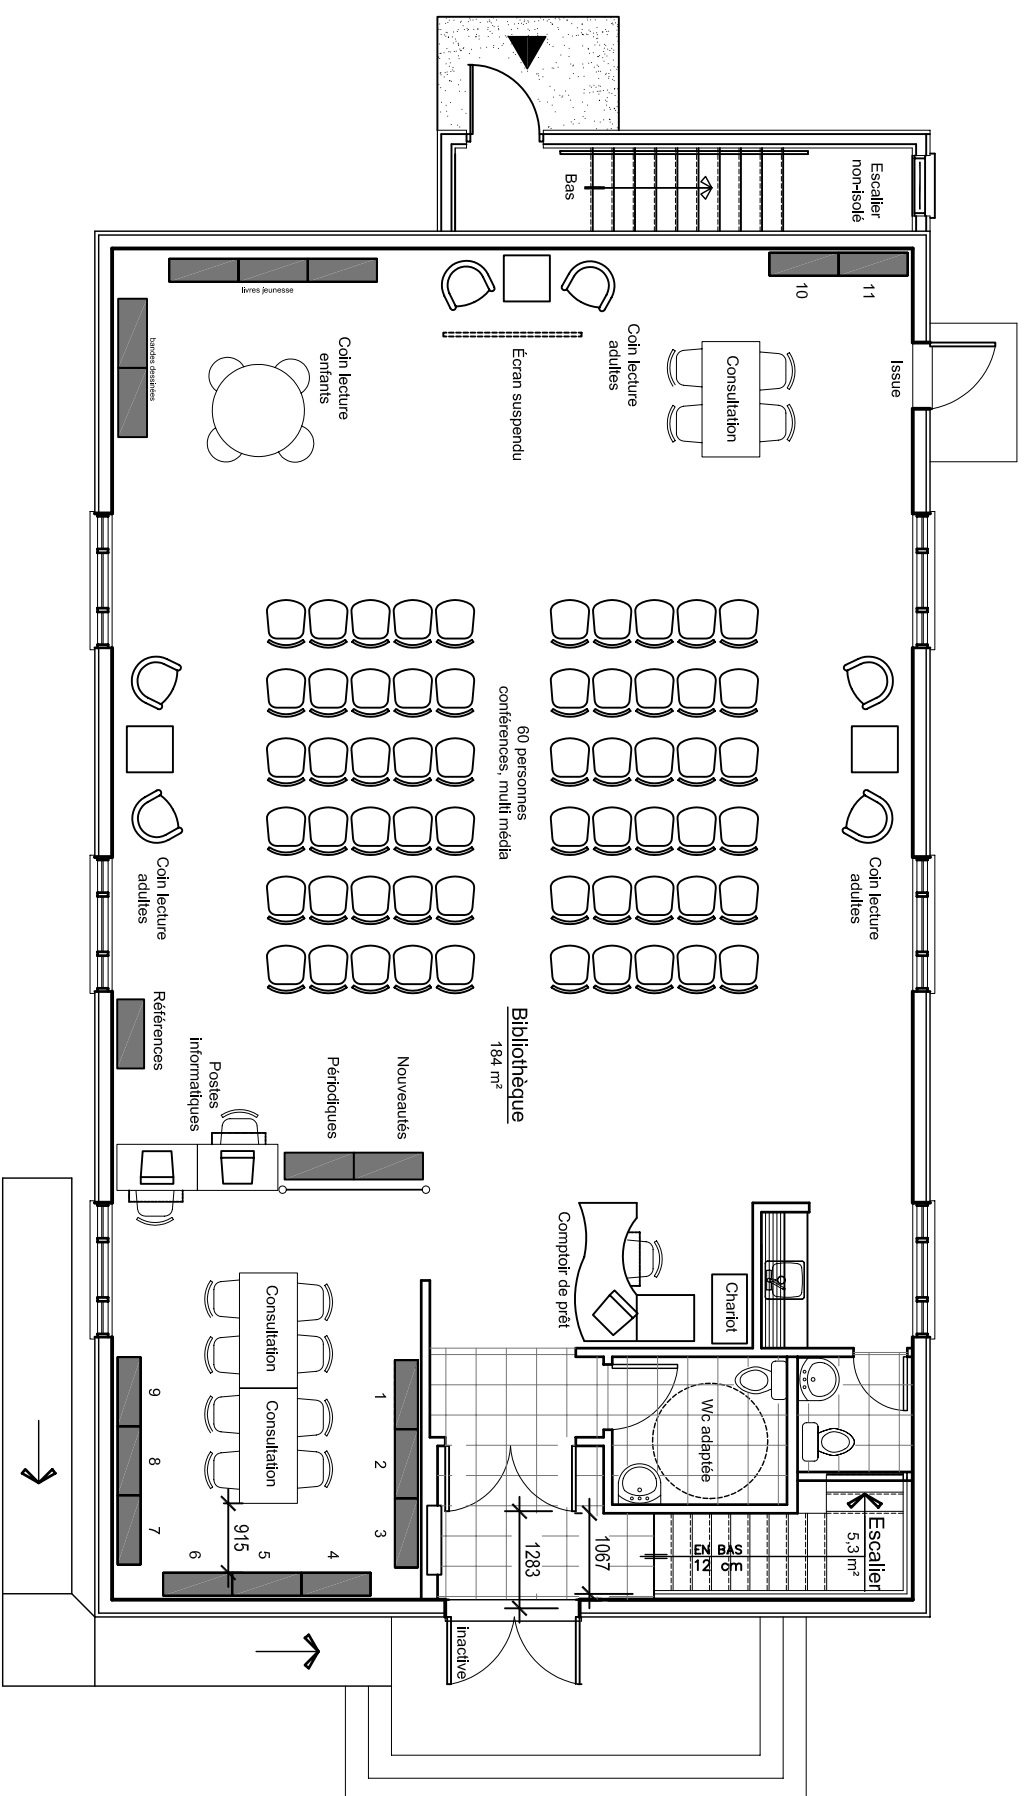 Escalier
non-isolé
Bas
11
10
livres jeunesse
Issue
Coin lecture
adultes
Écran suspendu
Coin lecture
enfants
bandes dessinées
Consultation
60 personnes
conférences, multi média
Coin lecture
adultes
Coin lecture
adultes
Références
Bibliothèque
184 m²
Postes
informatiques
Périodiques
Nouveautés
Comptoir de prêt
Chariot
Consultation
Consultation
Wc adaptée
1
2
3
9
8
7
6
5
4
915
1283
1067
EN BAS
12 cm
Escalier
5,3 m²
inactive